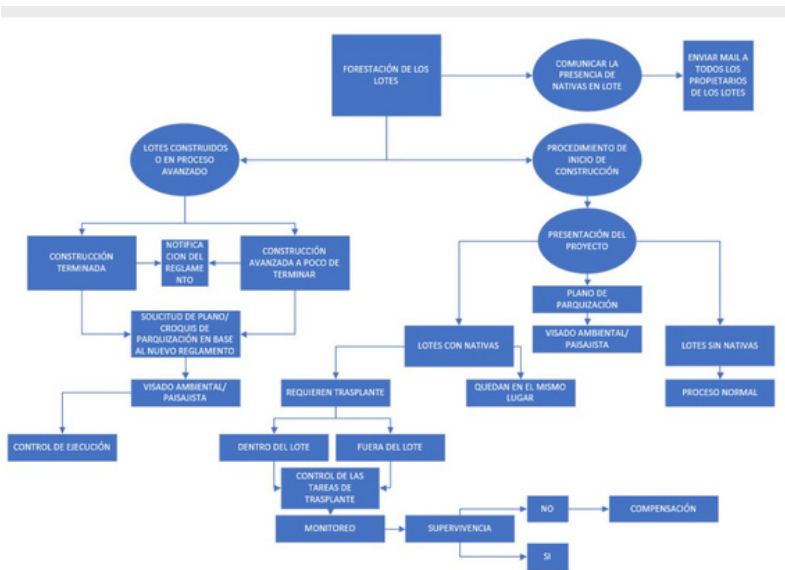 FORESTACIÓN DE LOS
LOTES
COMUNICAR LA
PRESENCIA DE
NATIVAS EN LOTE
ENVIAR MAIL A
TODOS LOS
PROPIETARIOS
DE LOS LOTES
LOTES CONSTRUIDOS
O EN PROCESO
AVANZADO
PROCEDIMIENTO DE
INICIO DE
CONSTRUCCIÓN
CONSTRUCCIÓN
TERMINADA
NOTIFICA
CION DEL
REGLAME
NTO
CONSTRUCCIÓN
AVANZADA A POCO DE
TERMINAR
PRESENTACIÓN DEL
PROYECTO
PLANO DE
PARQUIZACIÓN
VISADO AMBIENTAL/
PAISAJISTA
SOLICITUD DE PLANO/
CROQUIS DE
PARQUIZACIÓN EN BASE
AL NUEVO REGLAMENTO
LOTES CON NATIVAS
LOTES SIN NATIVAS
VISADO AMBIENTAL/
PAISAJISTA
REQUIEREN TRASPLANTE
QUEDAN EN EL MISMO
LUGAR
PROCESO NORMAL
CONTROL DE EJECUCIÓN
DENTRO DEL LOTE
FUERA DEL LOTE
CONTROL DE LAS
TAREAS DE
TRASPLANTE
MONITOREO
SUPERVIVENCIA
NO
COMPENSACIÓN
SI